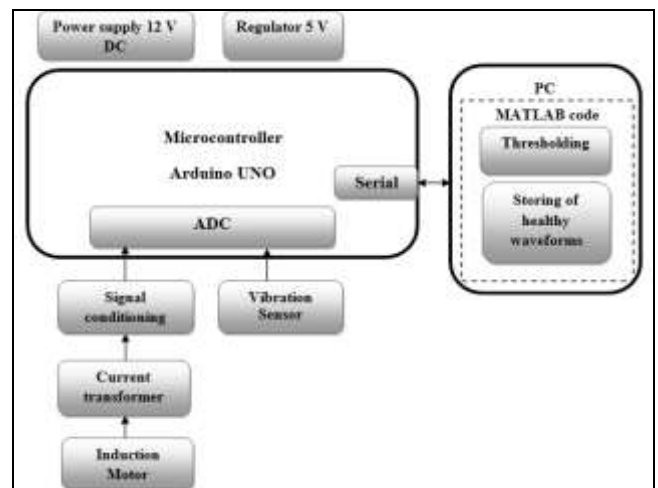 Power supply 12 V
DC
Regulator 5 V
Microcontroller
Arduino UNO
Serial
ADC
PC
MATLAB code
Thresholding
Storing of
healthy
waveforms
Signal
conditioning
Vibration
Sensor
Current
transformer
Induction
Motor